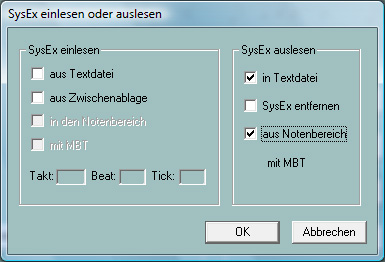 SysEx einlesen oder auslesen
SysEx einlesen
aus Textdatei
aus Zwischenablage
in den Notenbereich
mit MBT
Takt: Beat: Tick:
SysEx auslesen
in Textdatei
SysEx entfernen
aus Notenbereich
mit MBT
OK Abbrechen